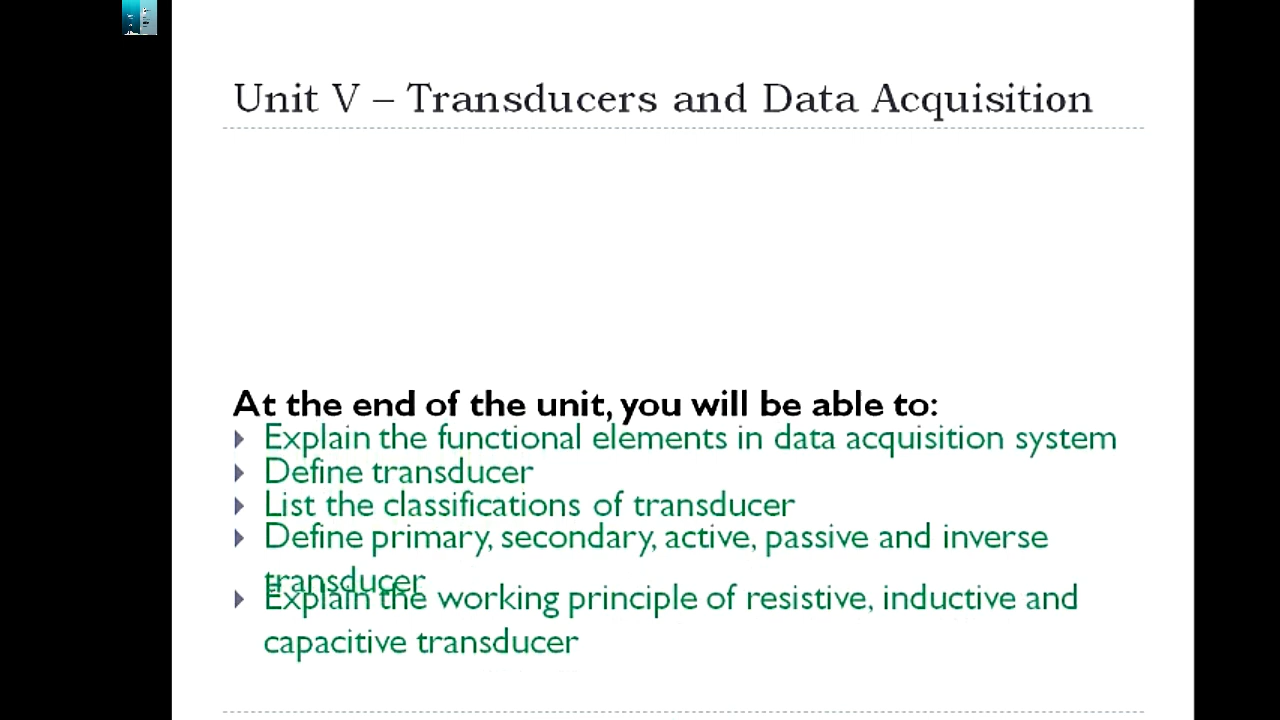 Unit V – Transducers and Data Acquisition
At the end of the unit, you will be able to:
Explain the functional elements in data acquisition system
Define transducer
List the classifications of transducer
Define primary, secondary, active, passive and inverse
transducer
Explain the working principle of resistive, inductive and
capacitive transducer